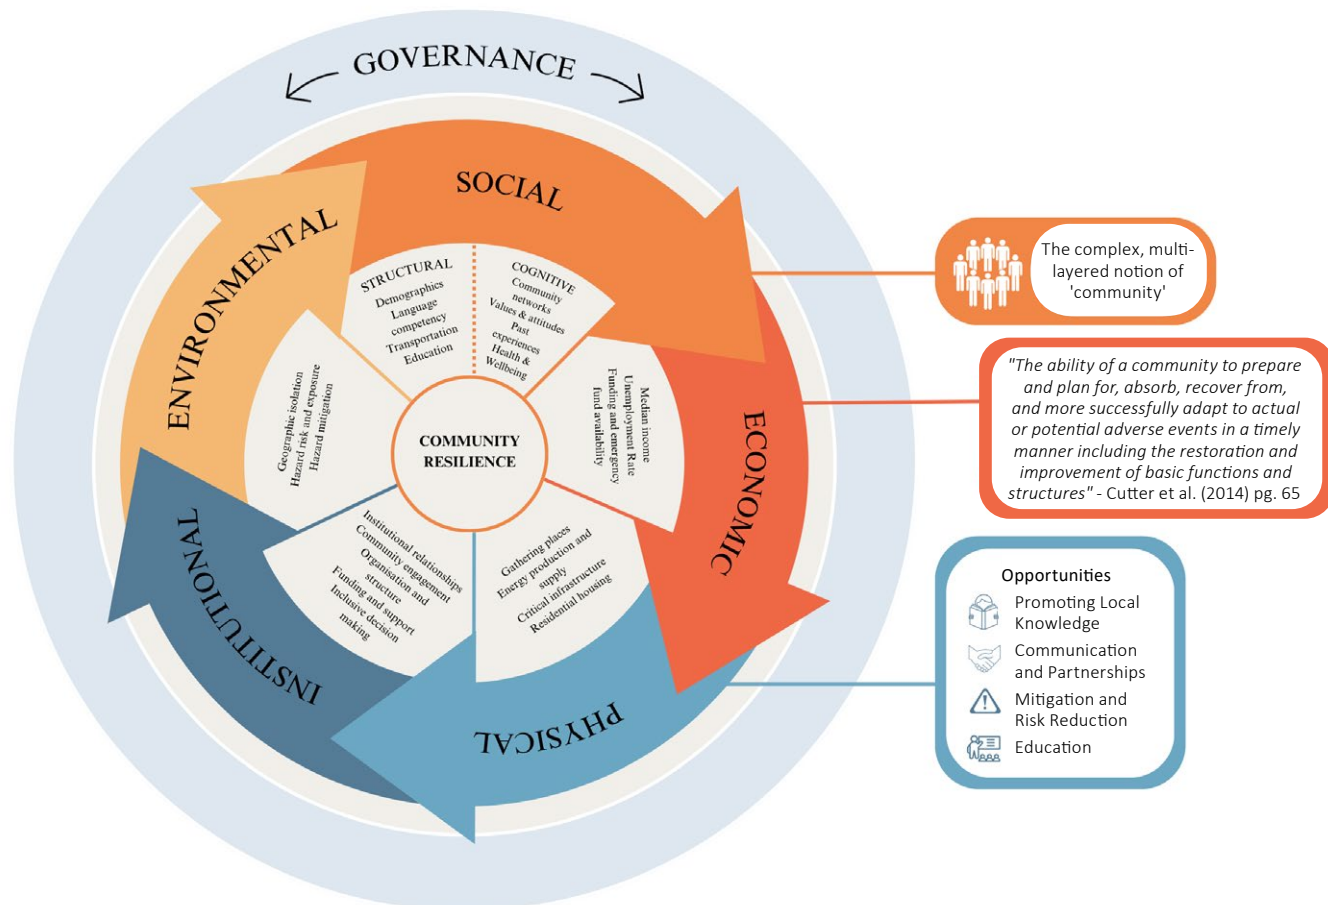 GOVERNANCE
SOCIAL
ECONOMIC
PHYSICAL
INSTITUTIONAL
ENVIRONMENTAL
STRUCTURAL
Demographics
Language
competency
Transportation
Education
COGNITIVE
Community
networks
Values & attitudes
Past
experiences
Health &
Wellbeing
Median income
Unemployment Rate
Funding and emergency
fund availability
Gathering places
Energy production and
supply
Critical infrastructure
Residential housing
Institutional relationships
Community engagement
Organisation and
structure
Funding and support
Inclusive decision
making
Geographic isolation
Hazard risk and exposure
Hazard mitigation
COMMUNITY
RESILIENCE
The complex, multi-
layered notion of
'community'
"The ability of a community to prepare
and plan for, absorb, recover from,
and more successfully adapt to actual
or potential adverse events in a timely
manner including the restoration and
improvement of basic functions and
structures" - Cutter et al. (2014) pg. 65
Opportunities
Promoting Local
Knowledge
Communication
and Partnerships
Mitigation and
Risk Reduction
Education